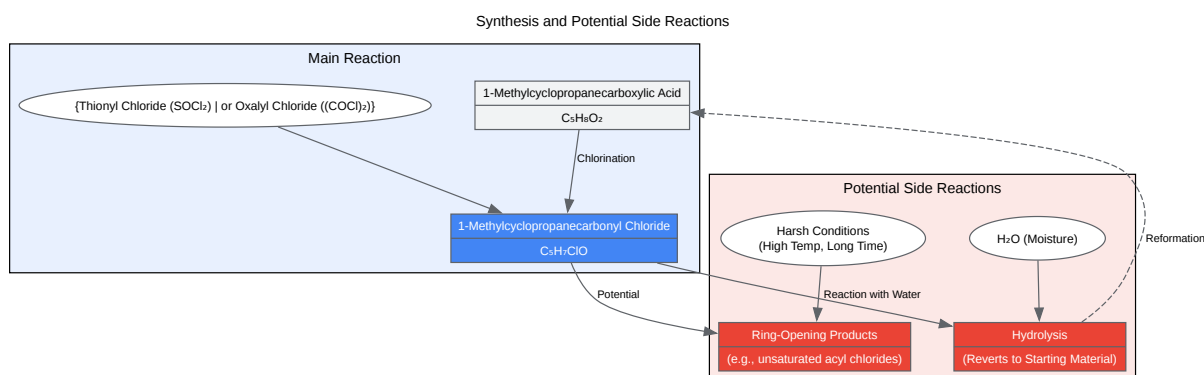 Synthesis and Potential Side Reactions
Main Reaction
{Thionyl Chloride (SOCl₂) | or Oxalyl Chloride ((COCl)₂)}
1-Methylcyclopropanecarboxylic Acid
C₅H₈O₂
Chlorination
1-Methylcyclopropanecarbonyl Chloride
C₅H₇ClO
Potential Side Reactions
Harsh Conditions
(High Temp, Long Time)
H₂O (Moisture)
Reformation
Potential
Reaction with Water
Ring-Opening Products
(e.g., unsaturated acyl chlorides)
Hydrolysis
(Reverts to Starting Material)